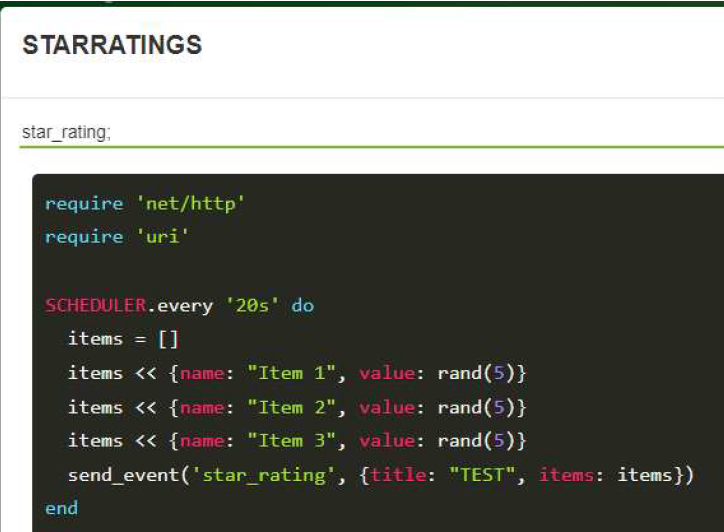 STARRATINGS
star_rating;
require 'net/http'
require 'uri'
SCHEDULER.every '20s' do
  items = []
  items << {name: "Item 1", value: rand(5)}
  items << {name: "Item 2", value: rand(5)}
  items << {name: "Item 3", value: rand(5)}
  send_event('star_rating', {title: "TEST", items: items})
end